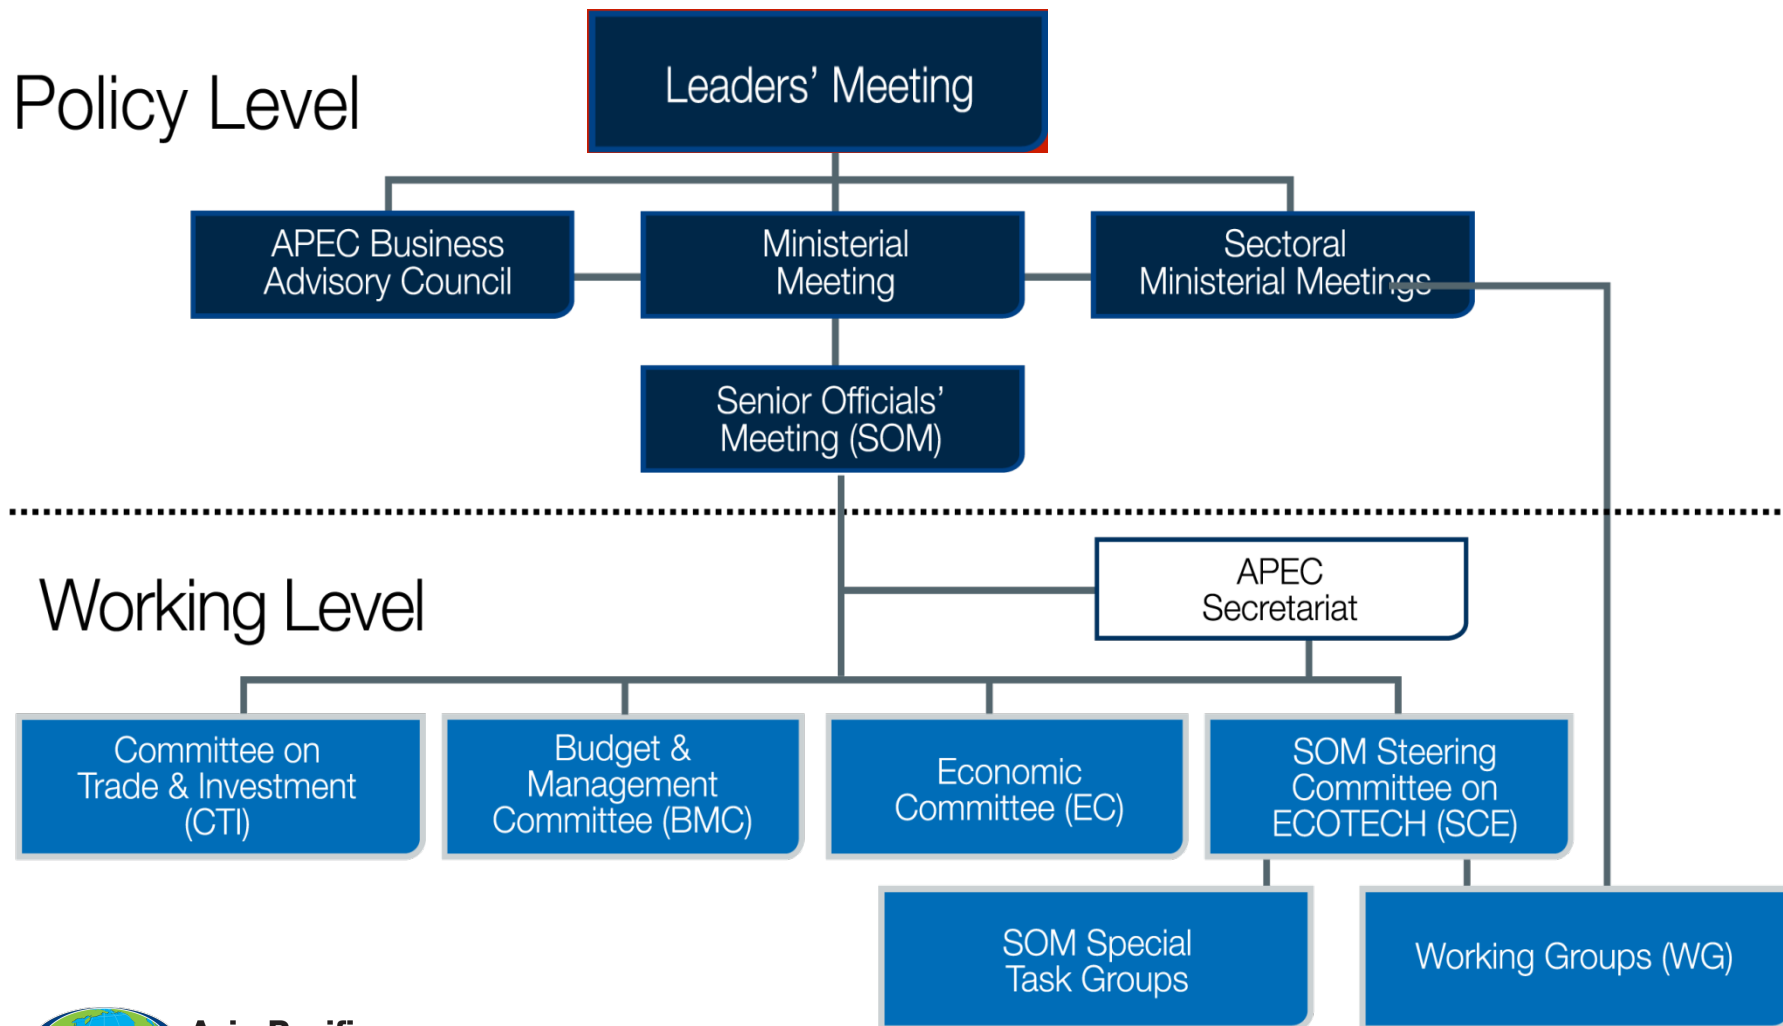 Leaders’ Meeting
Policy Level
APEC Business
Advisory Council
Ministerial
Meeting
Sectoral
Ministerial Meetings
Senior Officials’
Meeting (SOM)
APEC
Secretariat
Working Level
Committee on
Trade & Investment
(CTI)
Budget &
Management
Committee (BMC)
Economic
Committee (EC)
SOM Steering
Committee on
ECOTECH (SCE)
SOM Special
Task Groups
Working Groups (WG)